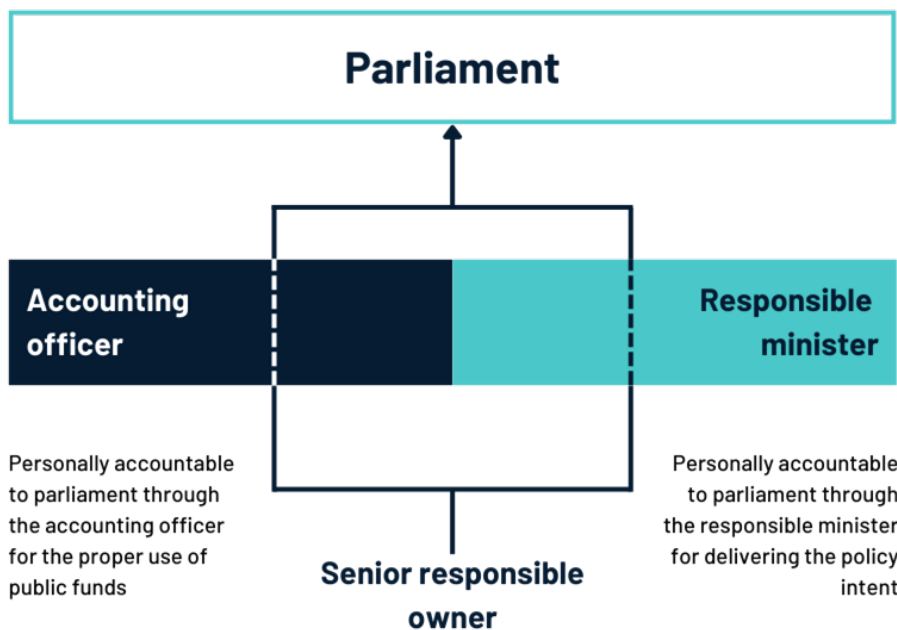 Parliament
Accounting
officer
Responsible
minister
Personally accountable
to parliament through
the accounting officer
for the proper use of
public funds
Personally accountable
to parliament through
the responsible minister
for delivering the policy
intent
Senior responsible
owner